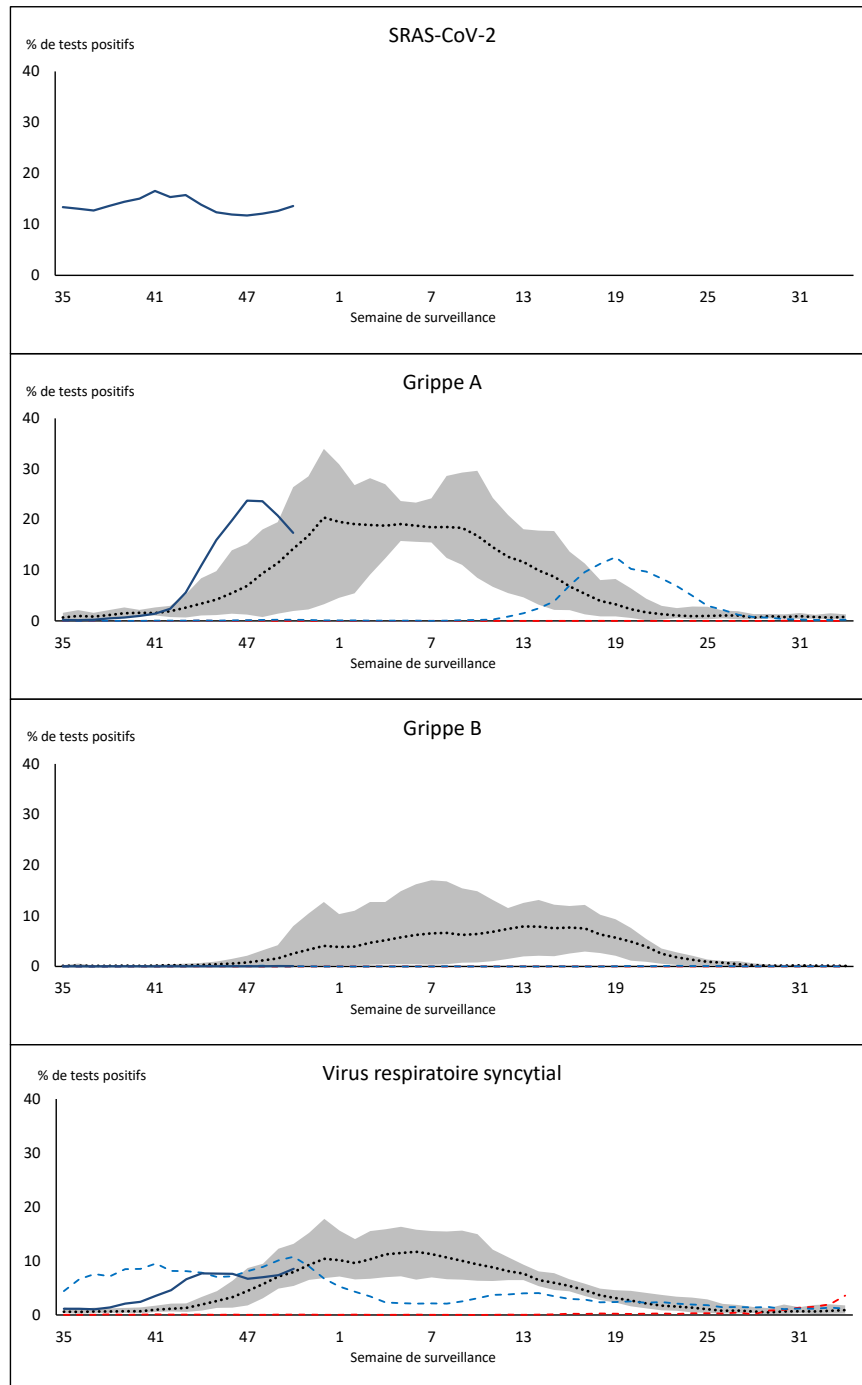 SRAS-CoV-2
% de tests positifs
40
30
20
10
0
35 41 47 1 7 13 19 25 31
Semaine de surveillance
Grippe A
% de tests positifs
40
30
20
10
0
35 41 47 1 7 13 19 25 31
Semaine de surveillance
Grippe B
% de tests positifs
40
30
20
10
0
35 41 47 1 7 13 19 25 31
Semaine de surveillance
Virus respiratoire syncytial
% de tests positifs
40
30
20
10
0
35 41 47 1 7 13 19 25 31
Semaine de surveillance